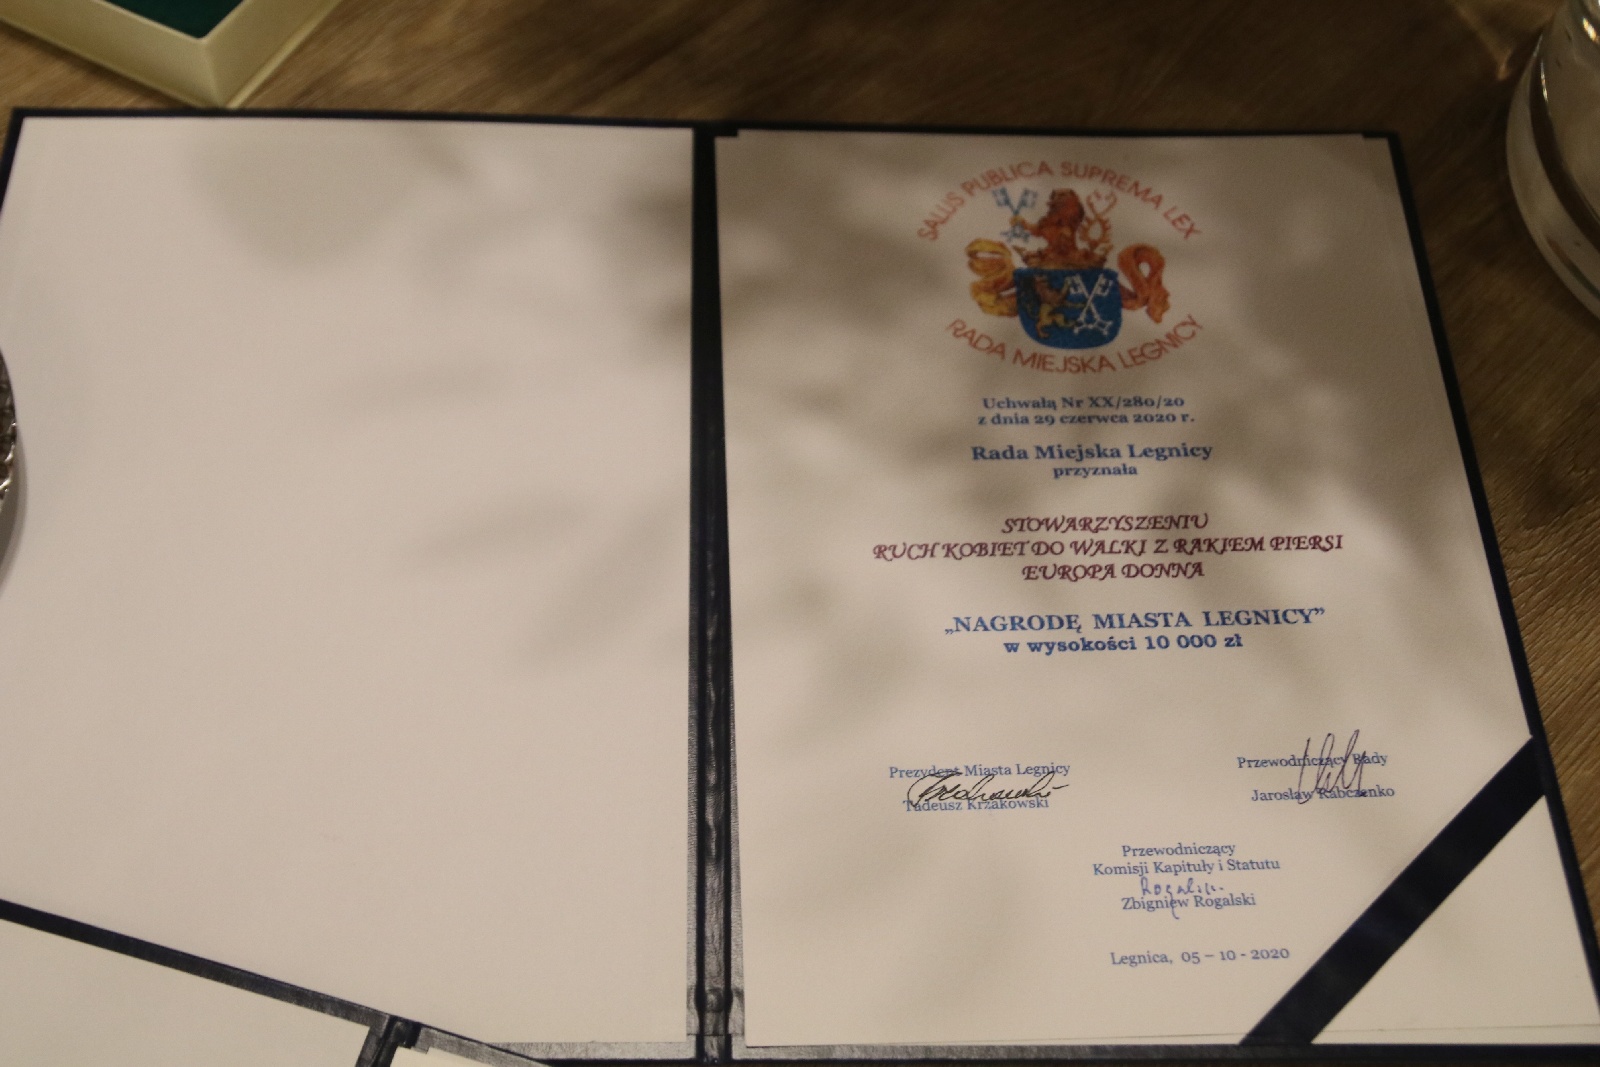 SALUS PUBLICA SUPREMA LEX
RADA MIEJSKA LEGNICY
Uchwałą Nr XX/280/20
z dnia 29 czerwca 2020 r.
Rada Miejska Legnicy
przyznała
STOWARZYSZENIU
RUCH KOBIET DO WALKI Z RAKIEM PIERSI
EUROPA DONNA
„NAGRODĘ MIASTA LEGNICY”
w wysokości 10 000 zł
Prezydent Miasta Legnicy
Tadeusz Krzakowski
Przewodniczący Rady
Jarosław Rabczenko
Przewodniczący
Komisji Kapituły i Statutu
Zbigniew Rogalski
Legnica, 05 – 10 - 2020